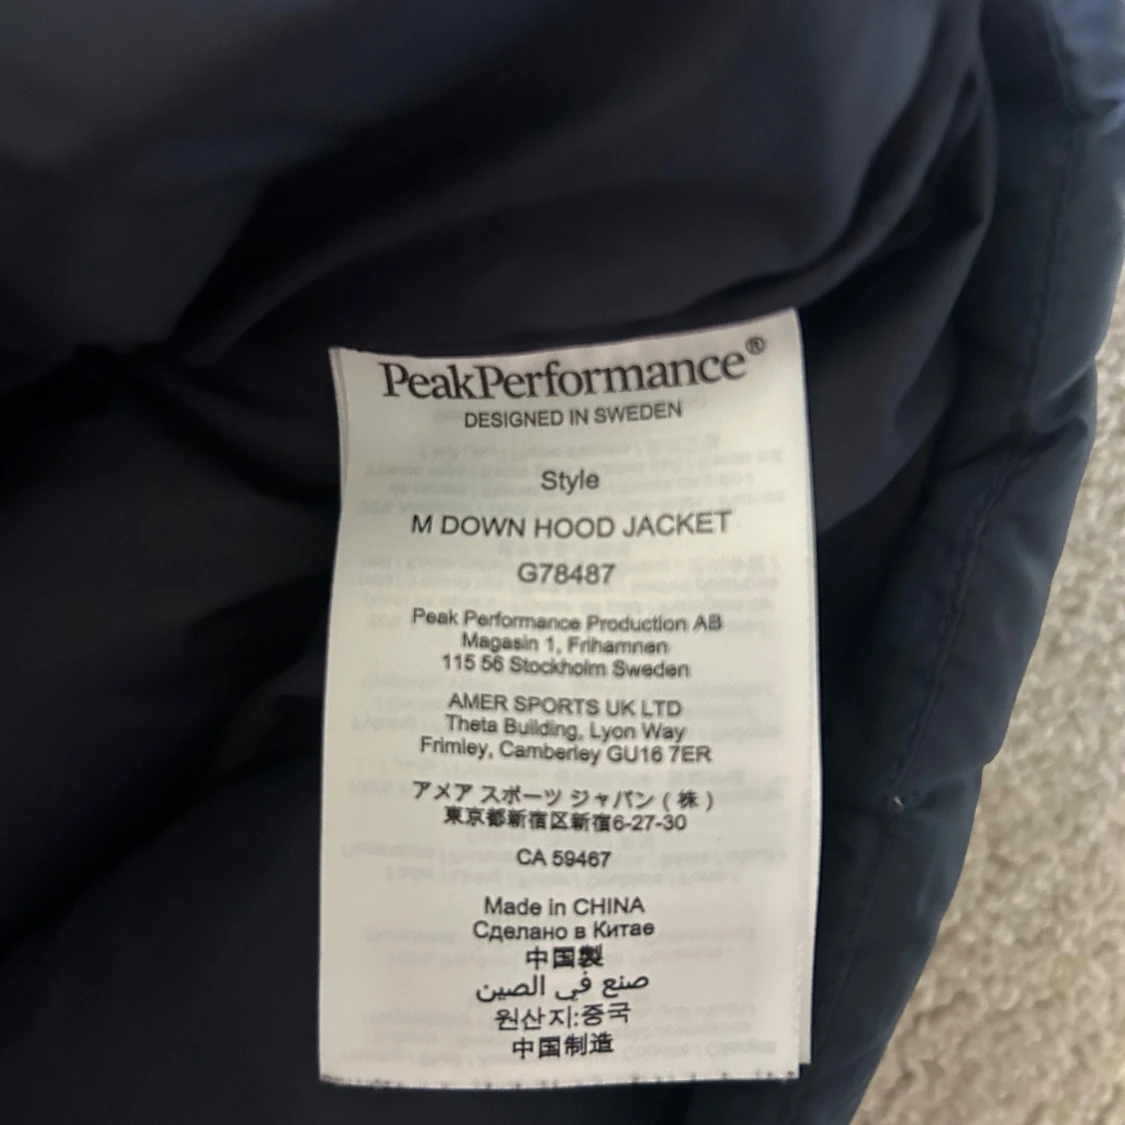 PeakPerformance®
DESIGNED IN SWEDEN
Style
M DOWN HOOD JACKET
G78487
Peak Performance Production AB
Magasin 1, Frihamnen
115 56 Stockholm Sweden
AMER SPORTS UK LTD
Theta Building, Lyon Way
Frimley, Camberley GU16 7ER
アメア スポーツ ジャパン ( 株 )
東京都新宿区新宿6-27-30
CA 59467
Made in CHINA
Сделано в Китае
中国製
صنع في الصين
원산지:중국
中国制造